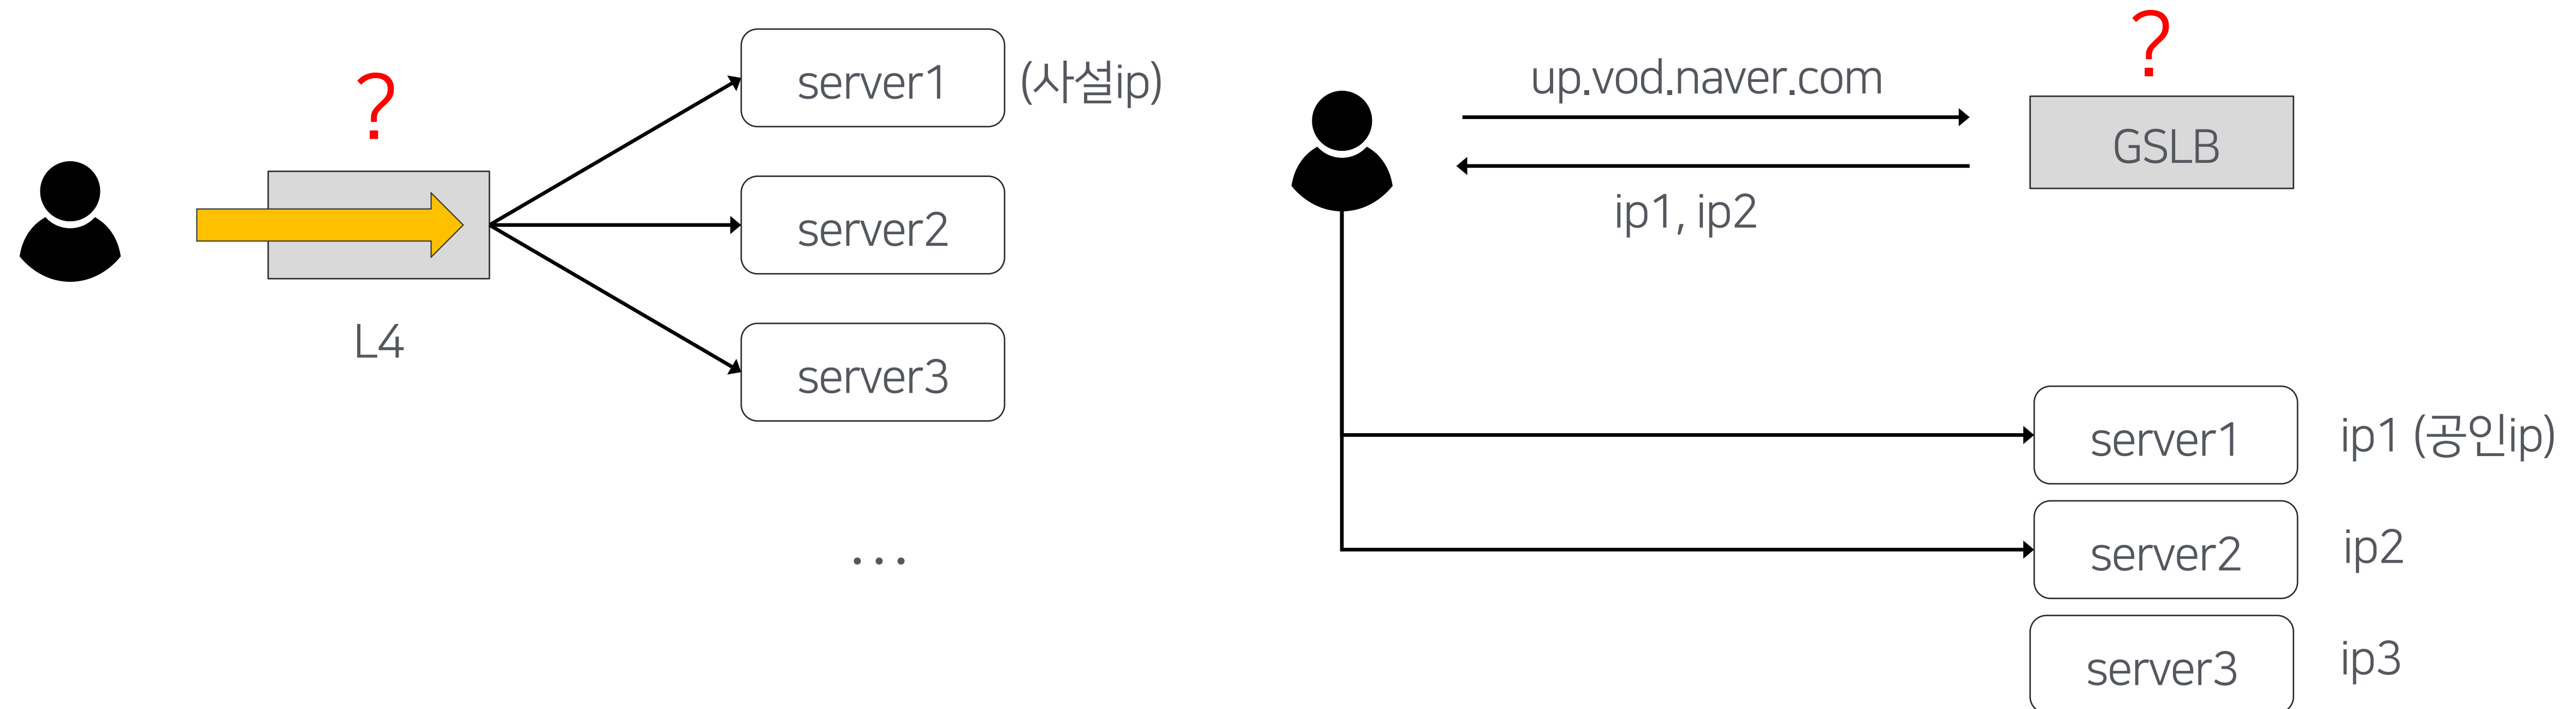 ?
server1 (사설ip)
server2
server3
L4
...
?
up.vod.naver.com
GSLB
ip1, ip2
server1 ip1 (공인ip)
server2 ip2
server3 ip3